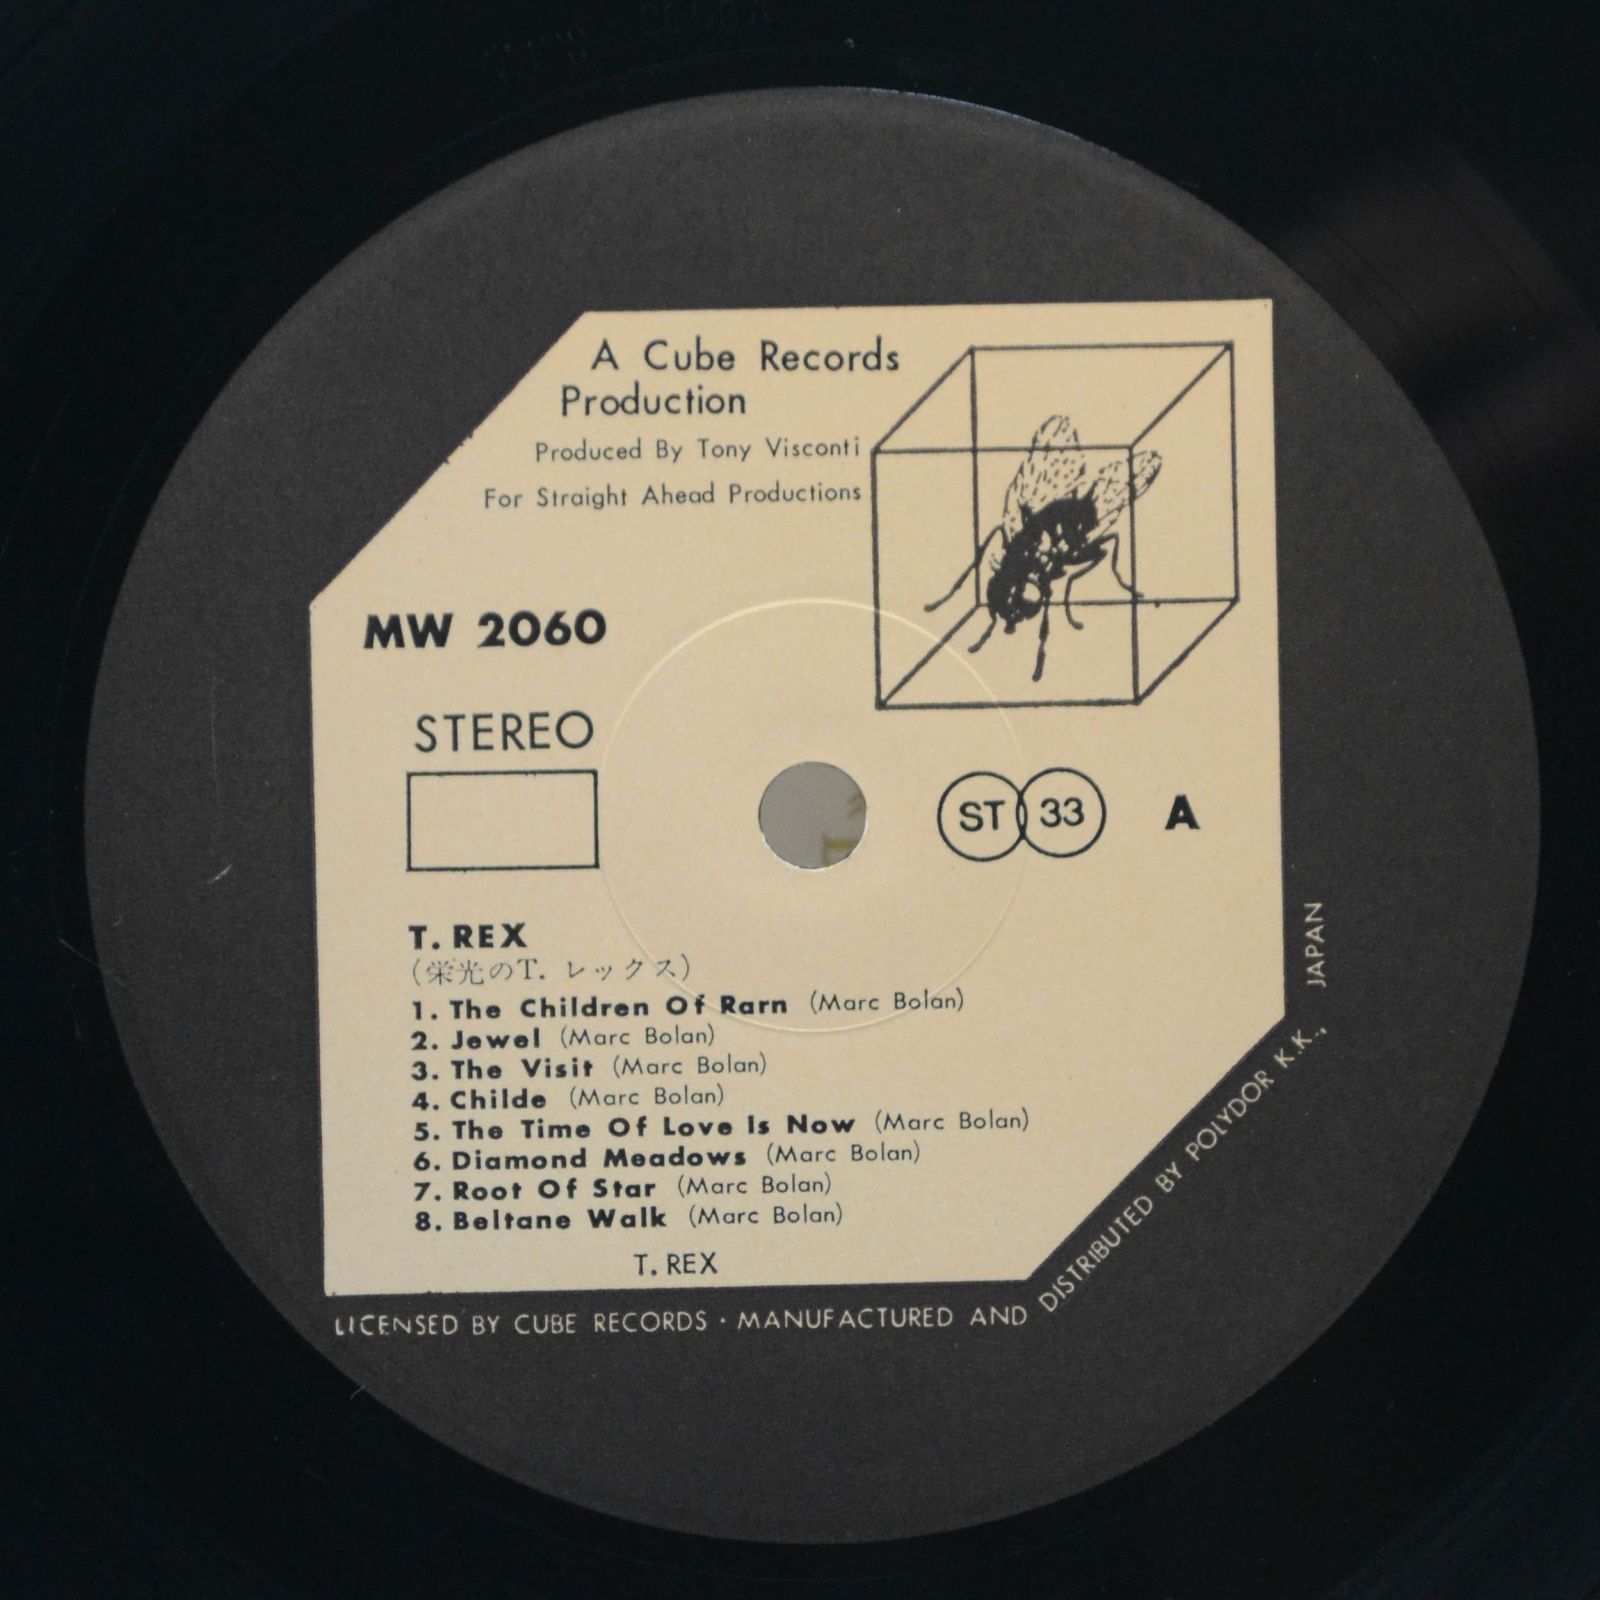 A Cube Records
Production
Produced By Tony Visconti
For Straight Ahead Productions
MW 2060
STEREO
ST 33 A
T. REX
(栄光のT. レックス)
1. The Children Of Rarn (Marc Bolan)
2. Jewel (Marc Bolan)
3. The Visit (Marc Bolan)
4. Childe (Marc Bolan)
5. The Time Of Love Is Now (Marc Bolan)
6. Diamond Meadows (Marc Bolan)
7. Root Of Star (Marc Bolan)
8. Beltane Walk (Marc Bolan)
T. REX
LICENSED BY CUBE RECORDS · MANUFACTURED AND DISTRIBUTED BY POLYDOR K.K., JAPAN